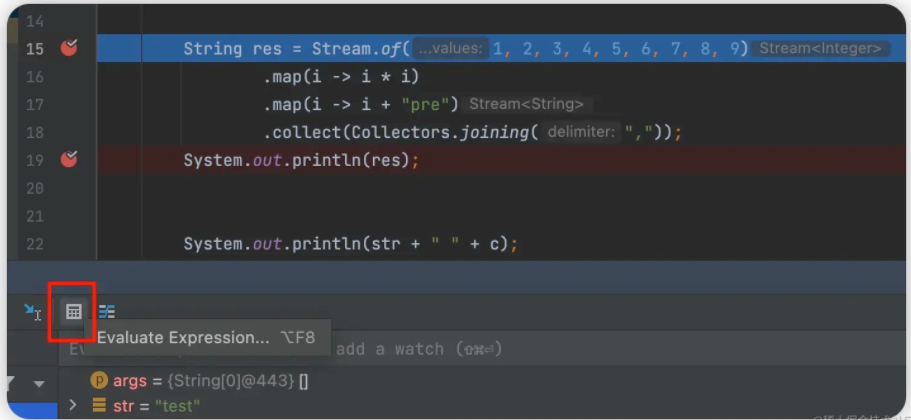 14
15 String res = Stream.of( ...values: 1, 2, 3, 4, 5, 6, 7, 8, 9) Stream<Integer>
16 .map(i -> i * i)
17 .map(i -> i + "pre") Stream<String>
18 .collect(Collectors.joining( delimiter: ","));
19 System.out.println(res);
20
21
22 System.out.println(str + " " + c);
Evaluate Expression... ⌥F8
add a watch (⇧⌘⏎)
p args = {String[0]@443} []
str = "test"